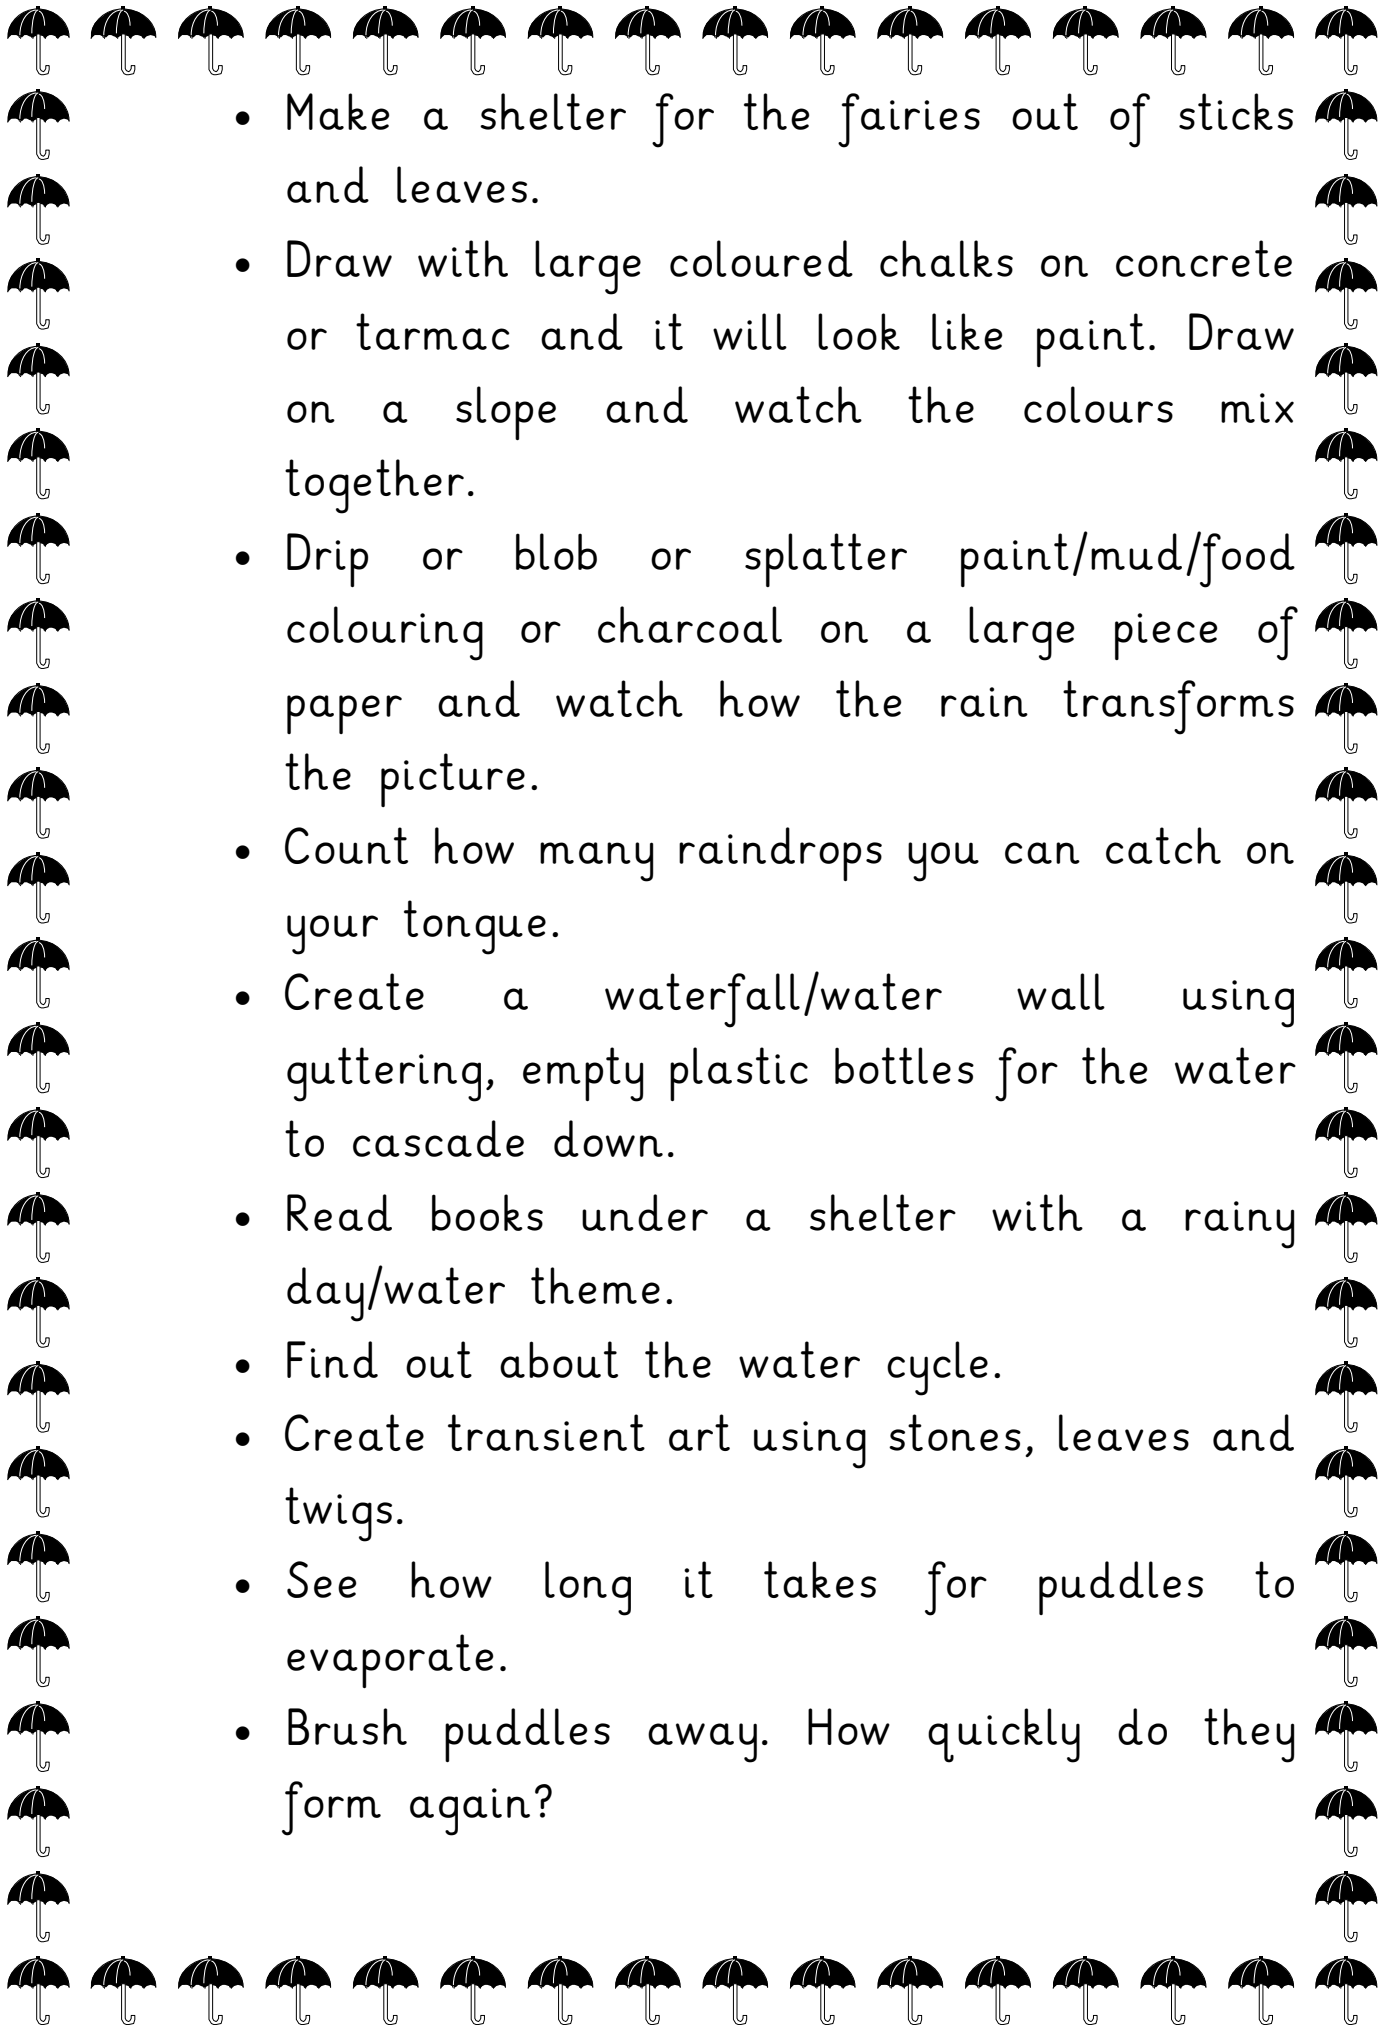 • Make a shelter for the fairies out of sticks
and leaves.
• Draw with large coloured chalks on concrete
or tarmac and it will look like paint. Draw
on a slope and watch the colours mix
together.
• Drip or blob or splatter paint/mud/food
colouring or charcoal on a large piece of
paper and watch how the rain transforms
the picture.
• Count how many raindrops you can catch on
your tongue.
• Create a waterfall/water wall using
guttering, empty plastic bottles for the water
to cascade down.
• Read books under a shelter with a rainy
day/water theme.
• Find out about the water cycle.
• Create transient art using stones, leaves and
twigs.
• See how long it takes for puddles to
evaporate.
• Brush puddles away. How quickly do they
form again?